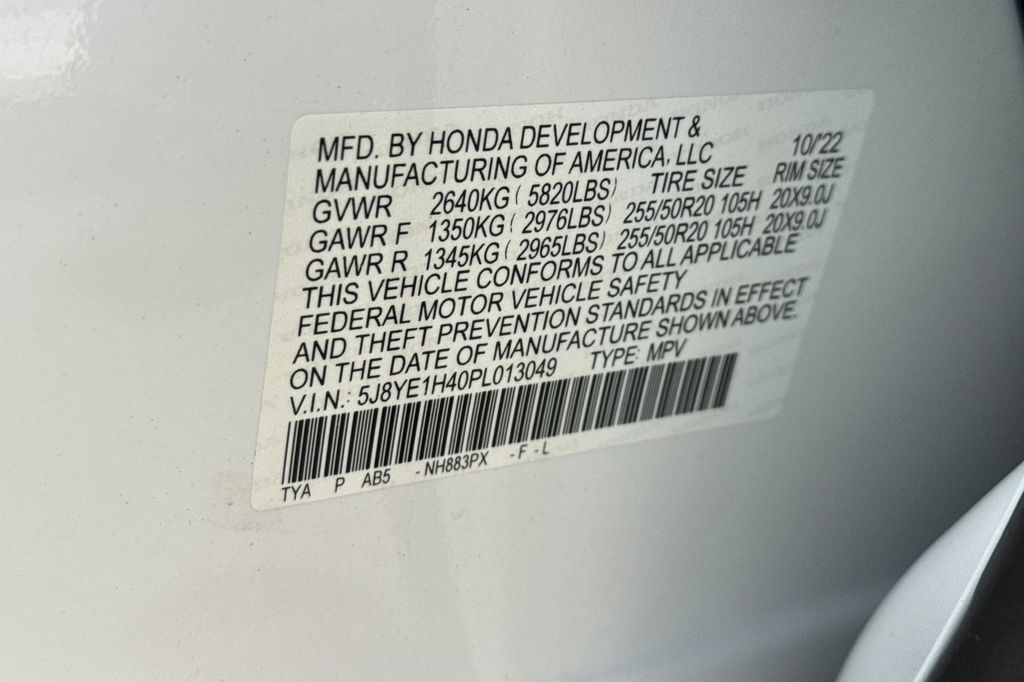 MFD. BY HONDA DEVELOPMENT &
MANUFACTURING OF AMERICA, LLC 10/'22
GVWR 2640KG ( 5820LBS) TIRE SIZE RIM SIZE
GAWR F 1350KG ( 2976LBS) 255/50R20 105H 20X9.0J
GAWR R 1345KG ( 2965LBS) 255/50R20 105H 20X9.0J
THIS VEHICLE CONFORMS TO ALL APPLICABLE
FEDERAL MOTOR VEHICLE SAFETY
AND THEFT PREVENTION STANDARDS IN EFFECT
ON THE DATE OF MANUFACTURE SHOWN ABOVE.
V.I.N.: 5J8YE1H40PL013049 TYPE: MPV
TYA P AB5 -NH883PX -F -L